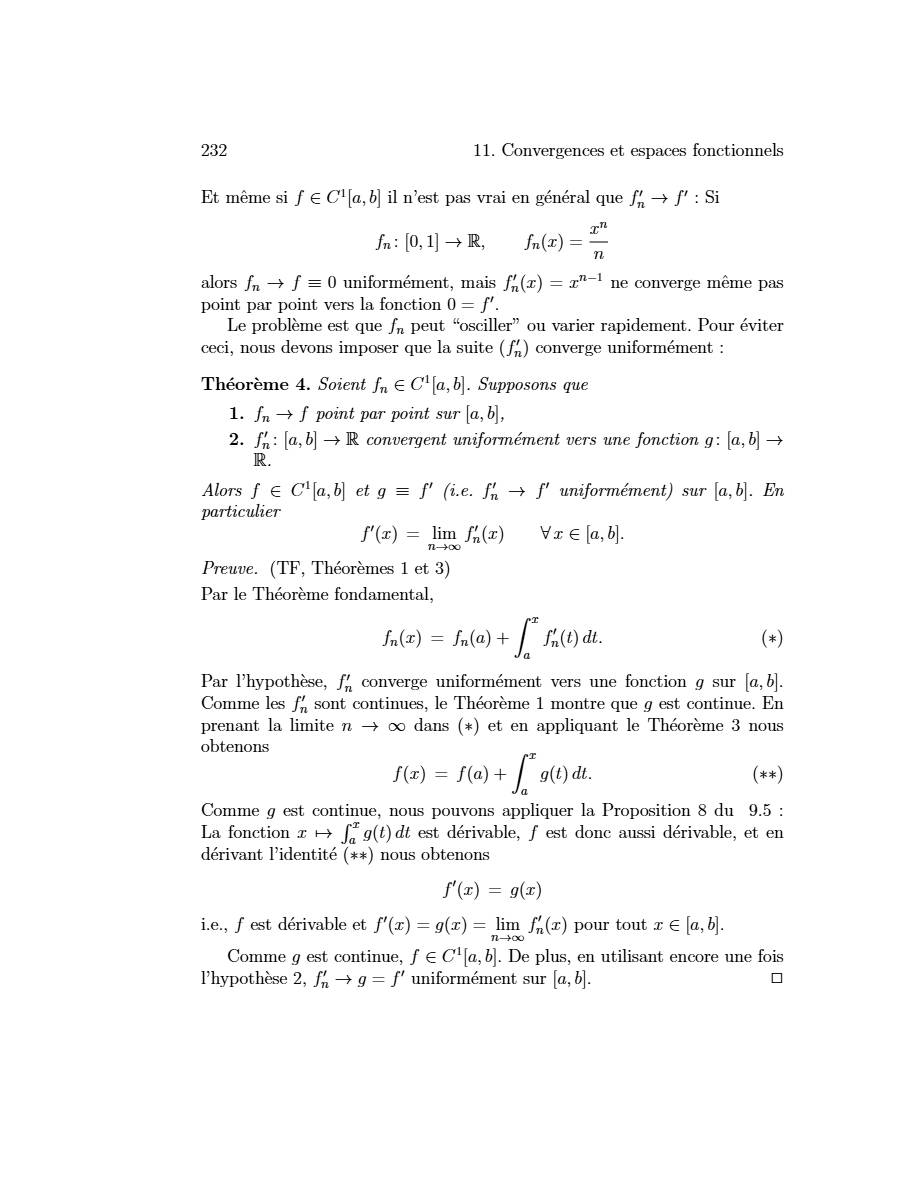 232 11. Convergences et espaces fonctionnels
Et même si f ∈ C¹[a, b] il n'est pas vrai en général que f′ₙ → f′ : Si
fₙ : [0, 1] → ℝ, fₙ(x) = xⁿ/n
alors fₙ → f ≡ 0 uniformément, mais f′ₙ(x) = xⁿ⁻¹ ne converge même pas
point par point vers la fonction 0 = f′.
Le problème est que fₙ peut “osciller” ou varier rapidement. Pour éviter
ceci, nous devons imposer que la suite (f′ₙ) converge uniformément :
Théorème 4. Soient fₙ ∈ C¹[a, b]. Supposons que
1. fₙ → f point par point sur [a, b],
2. f′ₙ : [a, b] → ℝ convergent uniformément vers une fonction g : [a, b] →
ℝ.
Alors f ∈ C¹[a, b] et g ≡ f′ (i.e. f′ₙ → f′ uniformément) sur [a, b]. En
particulier
f′(x) = lim_{n→∞} f′ₙ(x) ∀ x ∈ [a, b].
Preuve. (TF, Théorèmes 1 et 3)
Par le Théorème fondamental,
fₙ(x) = fₙ(a) + ∫_a^x f′ₙ(t) dt. (∗)
Par l'hypothèse, f′ₙ converge uniformément vers une fonction g sur [a, b].
Comme les f′ₙ sont continues, le Théorème 1 montre que g est continue. En
prenant la limite n → ∞ dans (∗) et en appliquant le Théorème 3 nous
obtenons
f(x) = f(a) + ∫_a^x g(t) dt. (∗∗)
Comme g est continue, nous pouvons appliquer la Proposition 8 du 9.5 :
La fonction x ↦ ∫_a^x g(t) dt est dérivable, f est donc aussi dérivable, et en
dérivant l'identité (∗∗) nous obtenons
f′(x) = g(x)
i.e., f est dérivable et f′(x) = g(x) = lim_{n→∞} f′ₙ(x) pour tout x ∈ [a, b].
Comme g est continue, f ∈ C¹[a, b]. De plus, en utilisant encore une fois
l'hypothèse 2, f′ₙ → g = f′ uniformément sur [a, b]. □